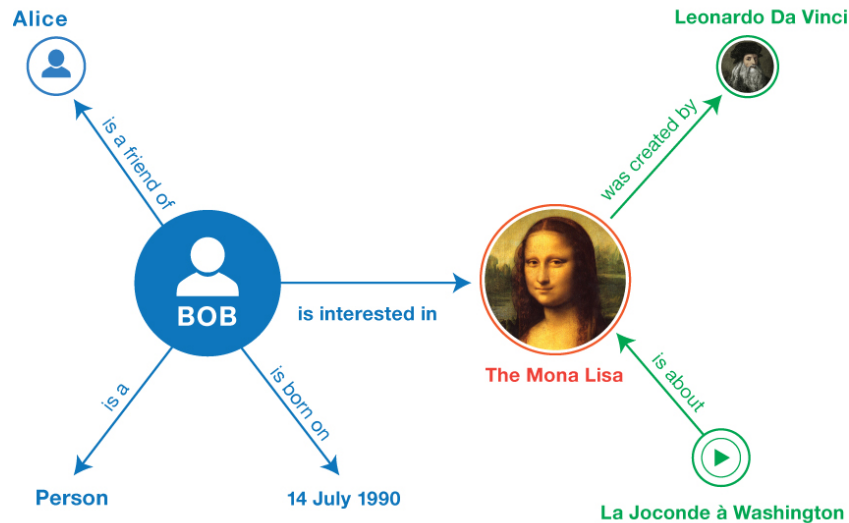 Alice
Leonardo Da Vinci
is a friend of
was created by
BOB
is interested in
The Mona Lisa
is a
is born on
is about
Person
14 July 1990
La Joconde à Washington